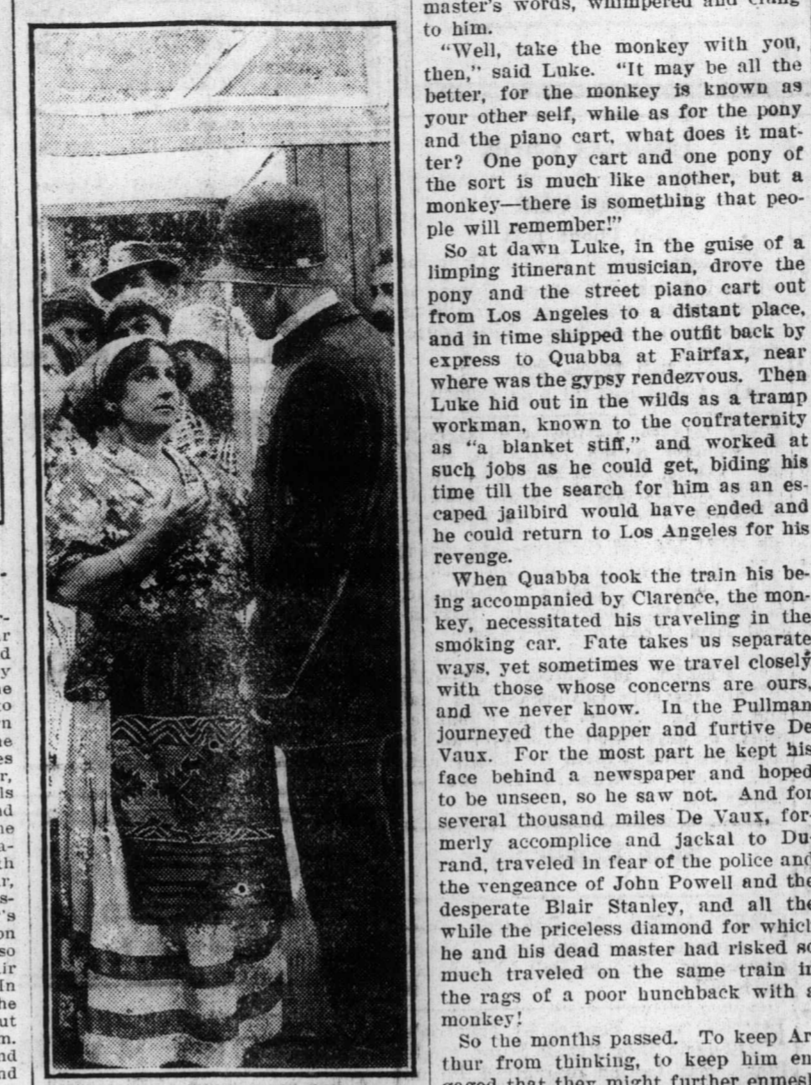 master's words, whimpered and clung
to him.
"Well, take the monkey with you,
then," said Luke. "It may be all the
better, for the monkey is known as
your other self, while as for the pony
and the piano cart, what does it mat-
ter? One pony cart and one pony of
the sort is much like another, but a
monkey—there is something that peo-
ple will remember!"
So at dawn Luke, in the guise of a
limping itinerant musician, drove the
pony and the street piano cart out
from Los Angeles to a distant place,
and in time shipped the outfit back by
express to Quabba at Fairfax, near
where was the gypsy rendezvous. Then
Luke hid out in the wilds as a tramp
workman, known to the confraternity
as "a blanket stiff," and worked at
such jobs as he could get, biding his
time till the search for him as an es-
caped jailbird would have ended and
he could return to Los Angeles for his
revenge.
When Quabba took the train his be-
ing accompanied by Clarence, the mon-
key, necessitated his traveling in the
smoking car. Fate takes us separate
ways, yet sometimes we travel closely
with those whose concerns are ours,
and we never know. In the Pullman
journeyed the dapper and furtive De
Vaux. For the most part he kept his
face behind a newspaper and hoped
to be unseen, so he saw not. And for
several thousand miles De Vaux, for-
merly accomplice and jackal to Du
rand, traveled in fear of the police and
the vengeance of John Powell and the
desperate Blair Stanley, and all the
while the priceless diamond for which
he and his dead master had risked so
much traveled on the same train in
the rags of a poor hunchback with a
monkey!
So the months passed. To keep Ar
thur from thinking, to keep him en
gaged that they might further enmesh